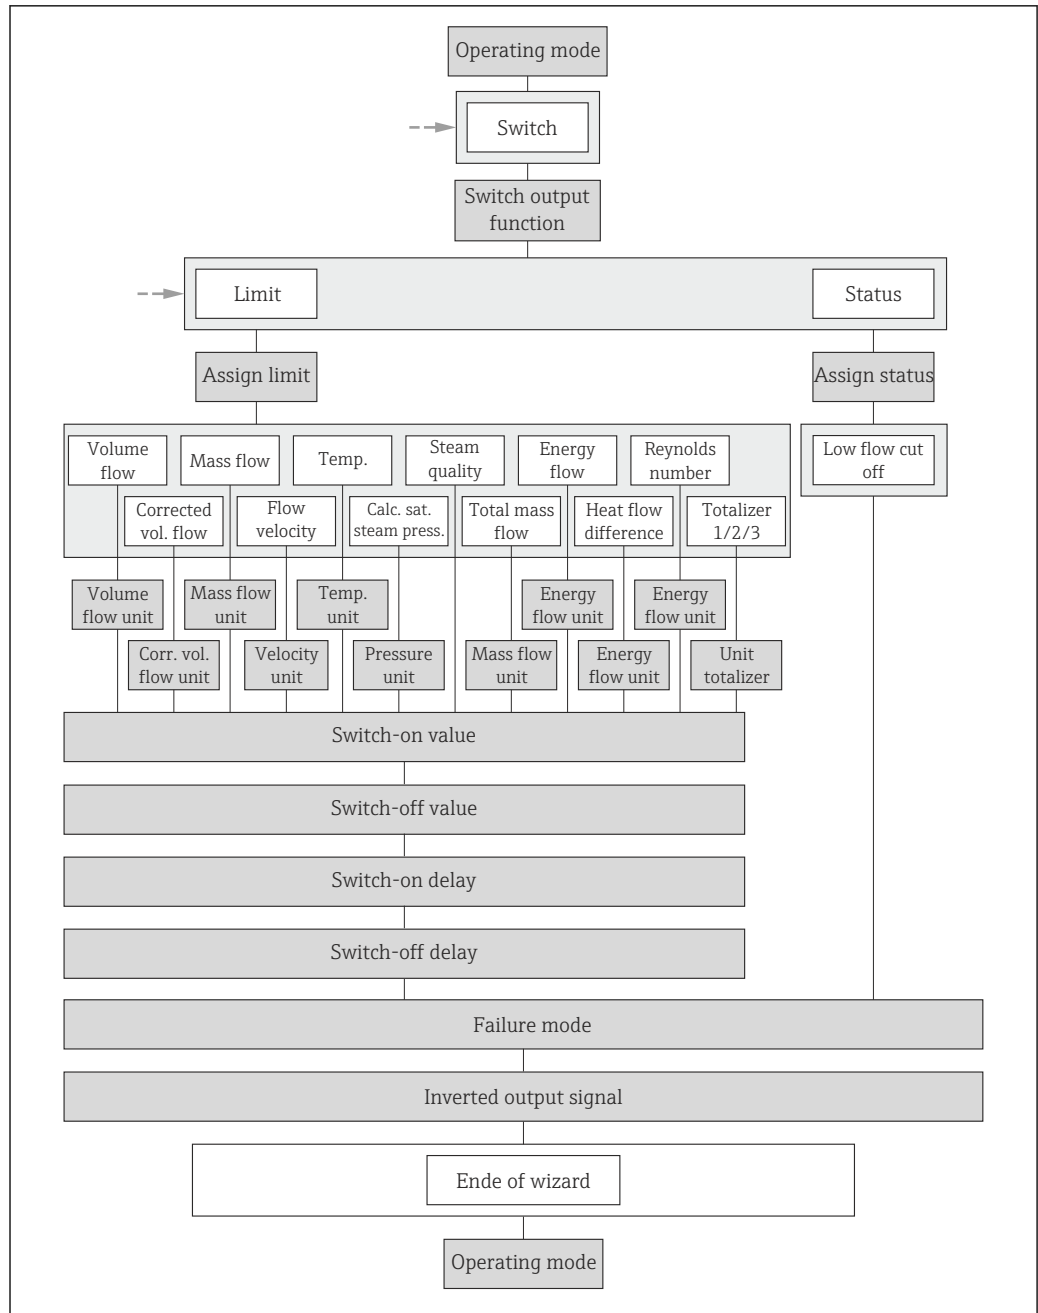 Operating mode
Switch
Switch output
function
Limit
Status
Assign limit
Assign status
Volume
flow
Mass flow
Temp.
Steam
quality
Energy
flow
Reynolds
number
Low flow cut
off
Corrected
vol. flow
Flow
velocity
Calc. sat.
steam press.
Total mass
flow
Heat flow
difference
Totalizer
1/2/3
Volume
flow unit
Mass flow
unit
Temp.
unit
Energy
flow unit
Energy
flow unit
Corr. vol.
flow unit
Velocity
unit
Pressure
unit
Mass flow
unit
Energy
flow unit
Unit
totalizer
Switch-on value
Switch-off value
Switch-on delay
Switch-off delay
Failure mode
Inverted output signal
Ende of wizard
Operating mode